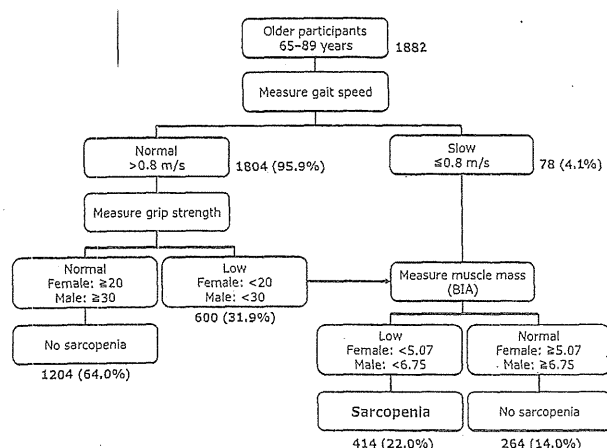 Older participants
65–89 years
1882
Measure gait speed
Normal
>0.8 m/s
1804 (95.9%)
Slow
≦0.8 m/s
78 (4.1%)
Measure grip strength
Normal
Female: ≧20
Male: ≧30
Low
Female: <20
Male: <30
600 (31.9%)
Measure muscle mass
(BIA)
No sarcopenia
1204 (64.0%)
Low
Female: <5.07
Male: <6.75
Normal
Female: ≧5.07
Male: ≧6.75
Sarcopenia
414 (22.0%)
No sarcopenia
264 (14.0%)